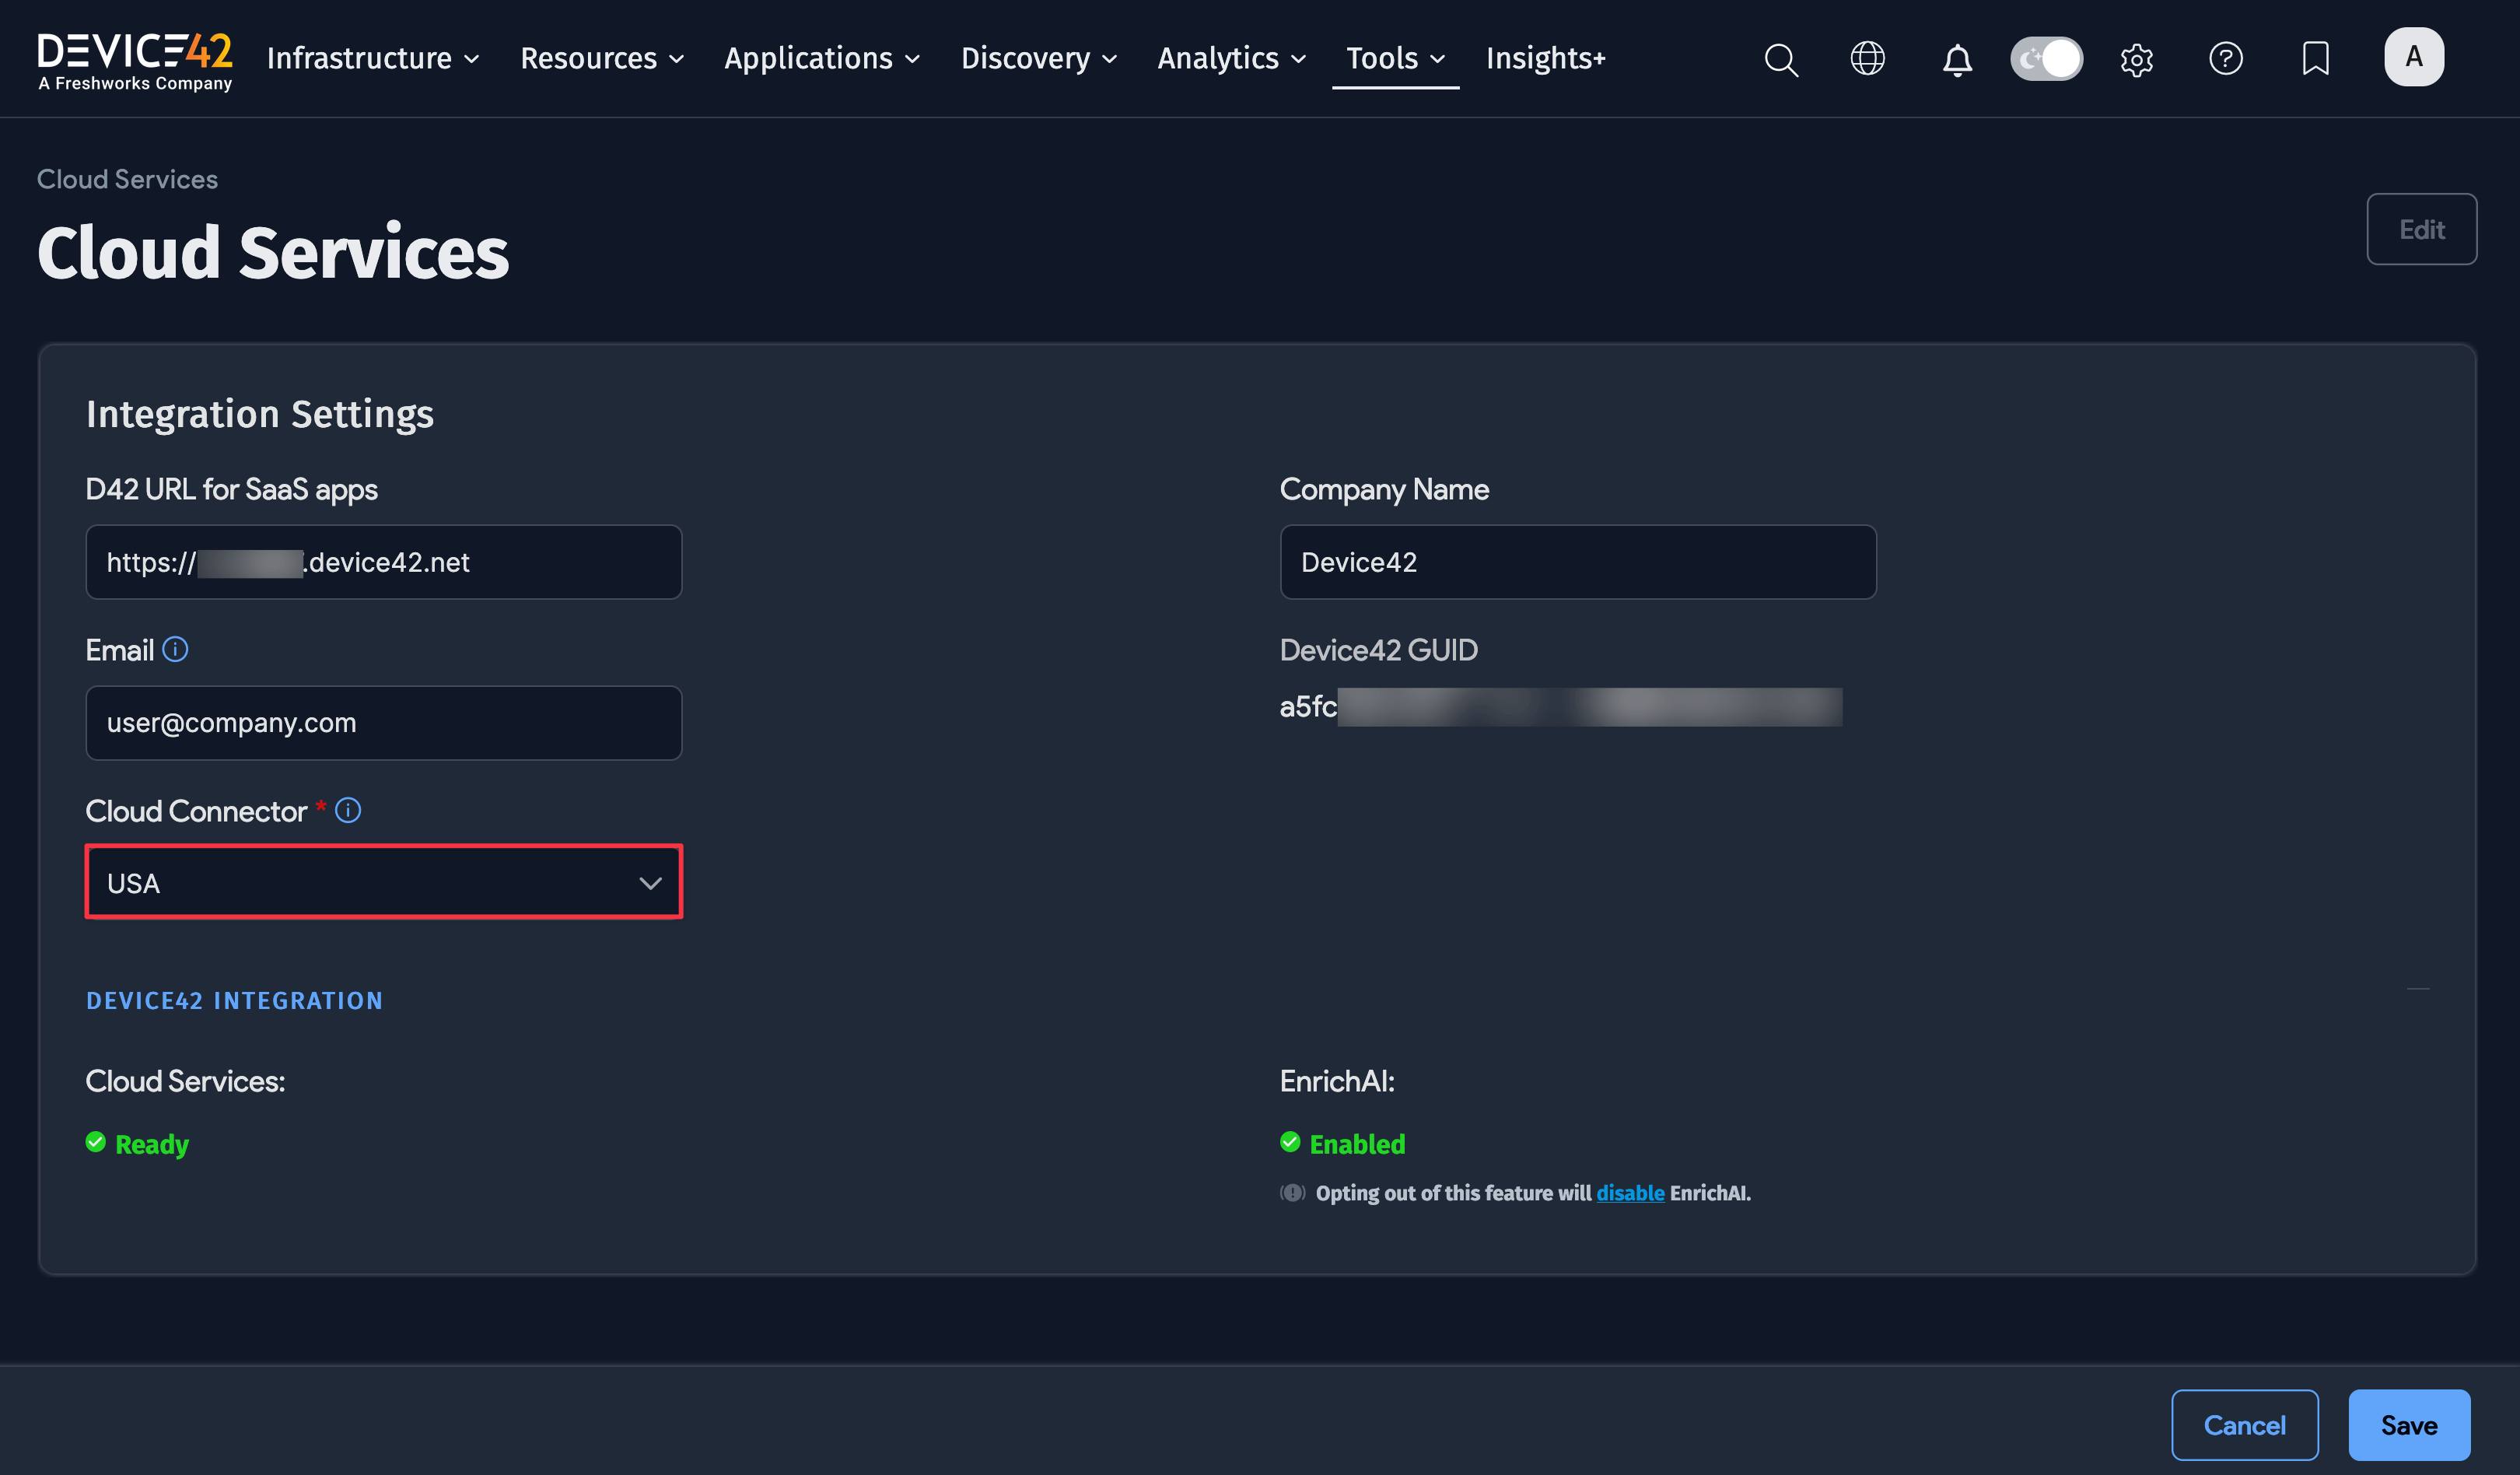 DEVICE42
A Freshworks Company
Infrastructure
Resources
Applications
Discovery
Analytics
Tools
Insights+
A
Cloud Services
Cloud Services
Edit
Integration Settings
D42 URL for SaaS apps
https://
.device42.net
Company Name
Device42
Email
user@company.com
Device42 GUID
a5fc
Cloud Connector *
USA
DEVICE42 INTEGRATION
Cloud Services:
Ready
EnrichAI:
Enabled
Opting out of this feature will disable EnrichAI.
Cancel
Save